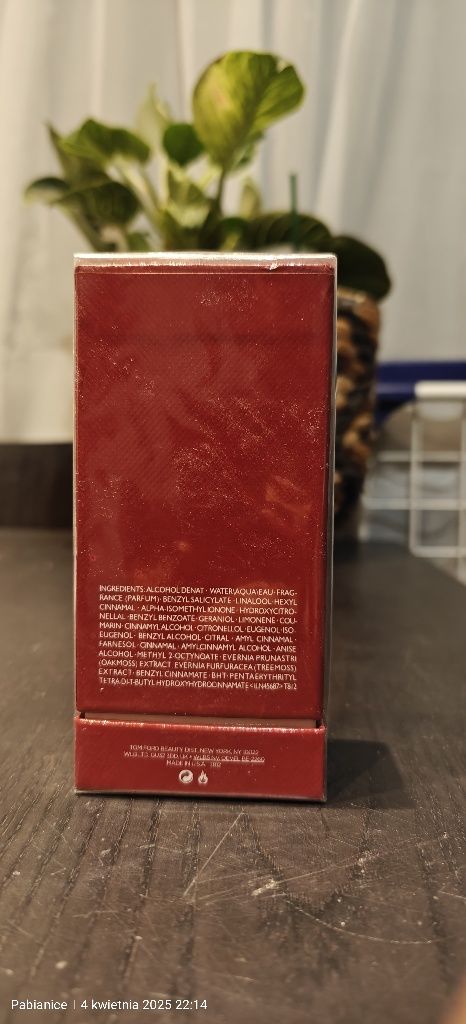 INGREDIENTS: ALCOHOL DENAT · WATER\AQUA\EAU · FRAG-
RANCE (PARFUM) · BENZYL SALICYLATE · LINALOOL · HEXYL
CINNAMAL · ALPHA-ISOMETHYL IONONE · HYDROXYCITRO-
NELLAL · BENZYL BENZOATE · GERANIOL · LIMONENE · COU-
MARIN · CINNAMYL ALCOHOL · CITRONELLOL · EUGENOL · ISO-
EUGENOL · BENZYL ALCOHOL · CITRAL · AMYL CINNAMAL ·
FARNESOL · CINNAMAL · AMYLCINNAMYL ALCOHOL · ANISE
ALCOHOL · METHYL 2-OCTYNOATE · EVERNIA PRUNASTRI
(OAKMOSS) EXTRACT · EVERNIA FURFURACEA (TREEMOSS)
EXTRACT · BENZYL CINNAMATE · BHT · PENTAERYTHRITYL
TETRA-DI-T-BUTYL HYDROXYHYDROCINNAMATE <ILN45687>
TOM FORD BEAUTY DIST. NEW YORK, NY 10022
MADE IN U.S.A.
Pabianice | 4 kwietnia 2025 22:14